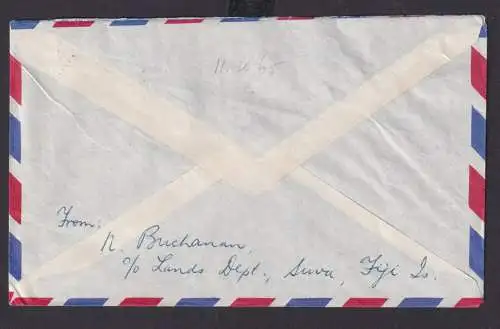 From:
N. Buchanan,
c/o Lands Dept., Suva, Fiji Is.